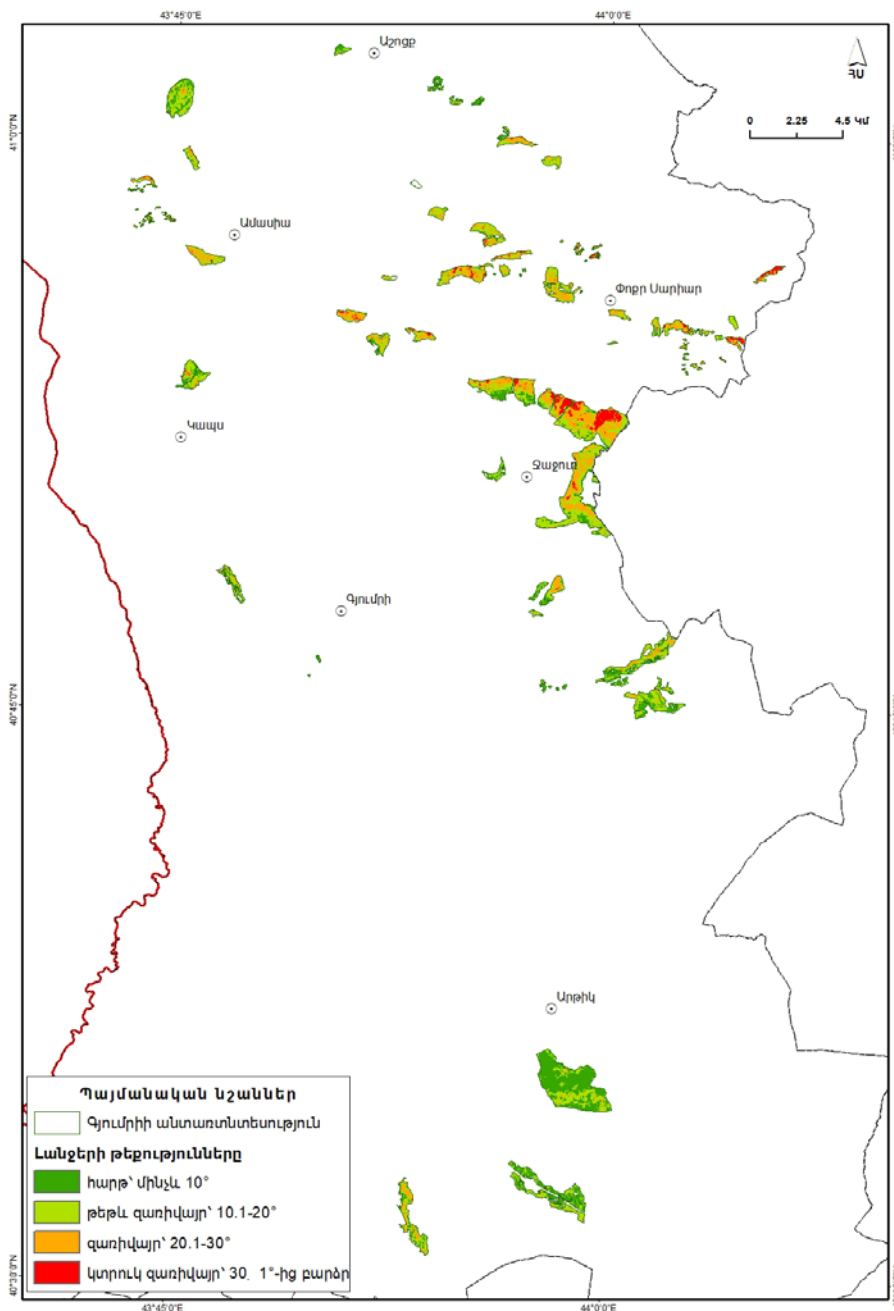 43°45'0"E 44°0'0"E
Աշոցք
ՀՍ
0 2.25 4.5 Կմ
41°0'0"N
Ամասիա
Փոքր Սարիար
Կապս
Ջաջուռ
Գյումրի
40°45'0"N
Արթիկ
Պայմանական նշաններ
Գյումրիի անտառտնտեսություն
Լանջերի թեքությունները
հարթ՝ մինչև 10°
թեթև զառիվայր՝ 10.1-20°
զառիվայր՝ 20.1-30°
կտրուկ զառիվայր՝ 30. 1°-ից բարձր
40°30'0"N
43°45'0"E 44°0'0"E